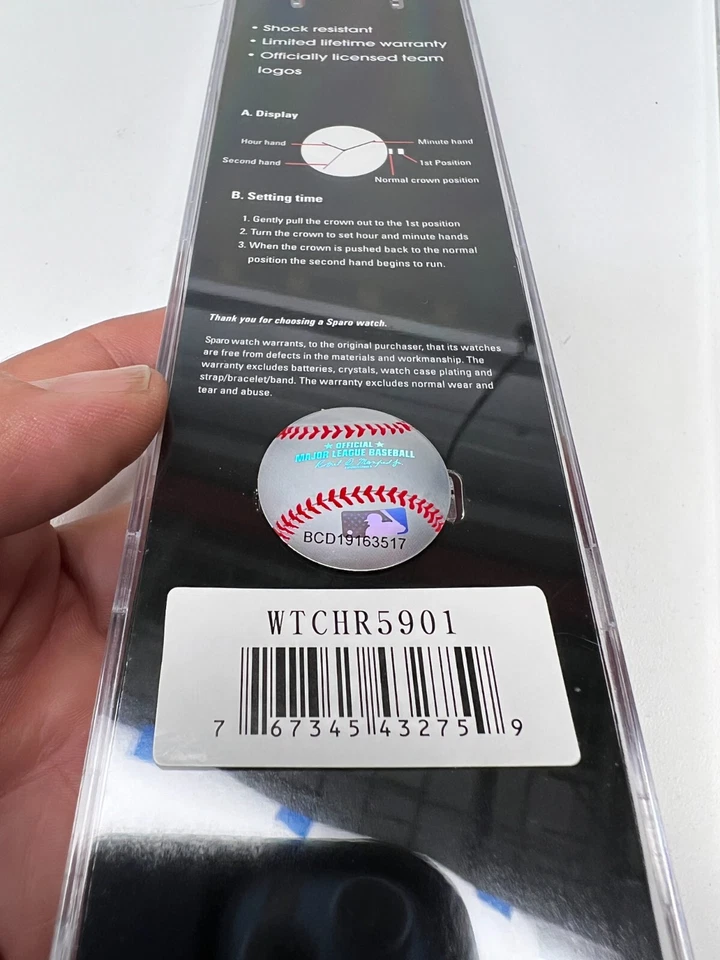 • Shock resistant
• Limited lifetime warranty
• Officially licensed team
logos
A. Display
Hour hand
Minute hand
Second hand
1st Position
Normal crown position
B. Setting time
1. Gently pull the crown out to the 1st position
2. Turn the crown to set hour and minute hands
3. When the crown is pushed back to the normal
position the second hand begins to run.
Thank you for choosing a Sparo watch.
Sparo watch warrants, to the original purchaser, that its watches
are free from defects in the materials and workmanship. The
warranty excludes batteries, crystals, watch case plating and
strap/bracelet/band. The warranty excludes normal wear and
tear and abuse.
★ OFFICIAL ★
MAJOR LEAGUE BASEBALL
BCD19163517
WTCHR5901
7 67345 43275 9